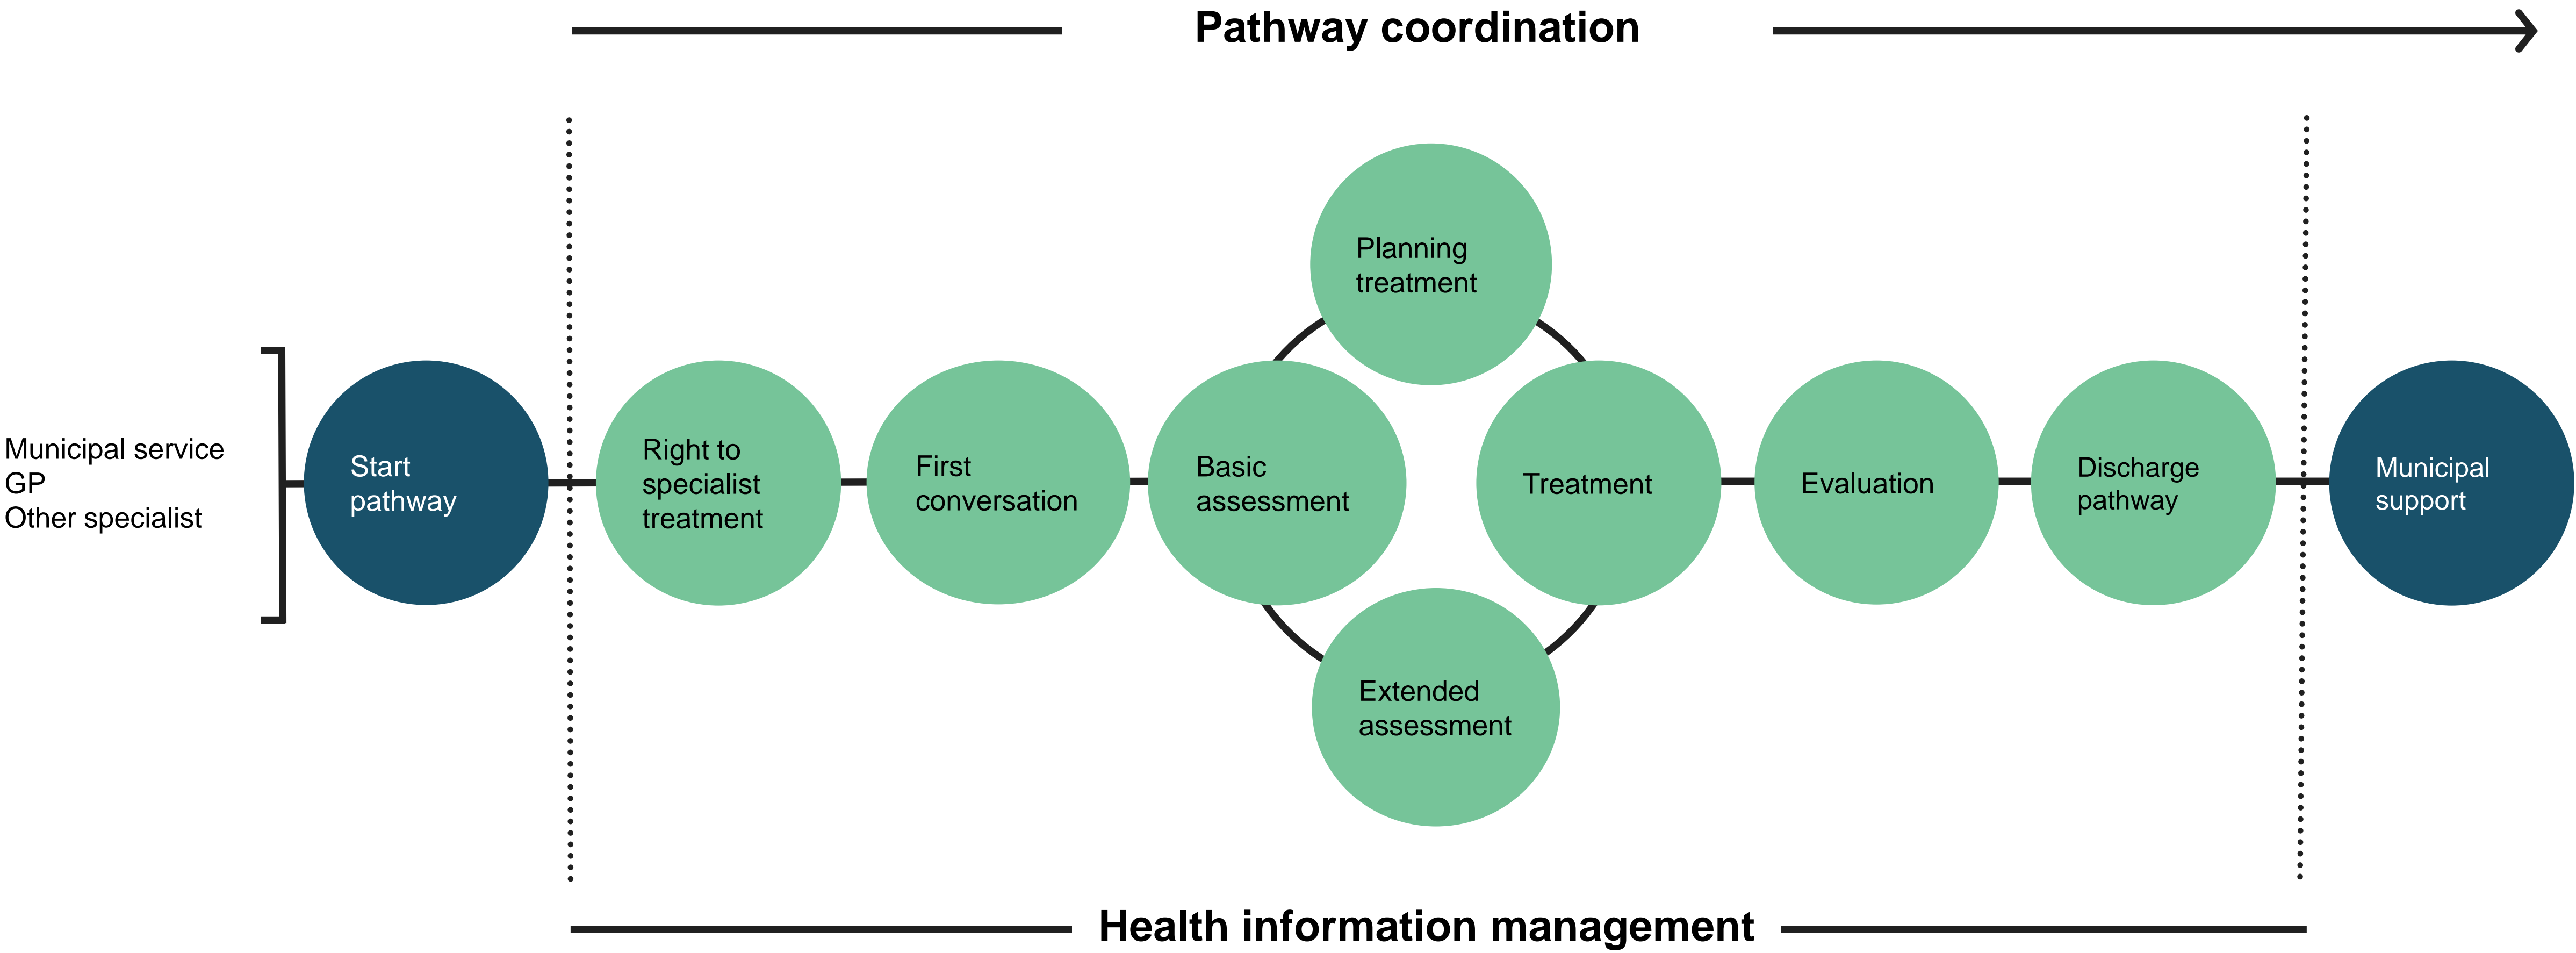 Pathway coordination
Municipal service
GP
Other specialist
Start
pathway
Right to
specialist
treatment
First
conversation
Basic
assessment
Planning
treatment
Extended
assessment
Treatment
Evaluation
Discharge
pathway
Municipal
support
Health information management